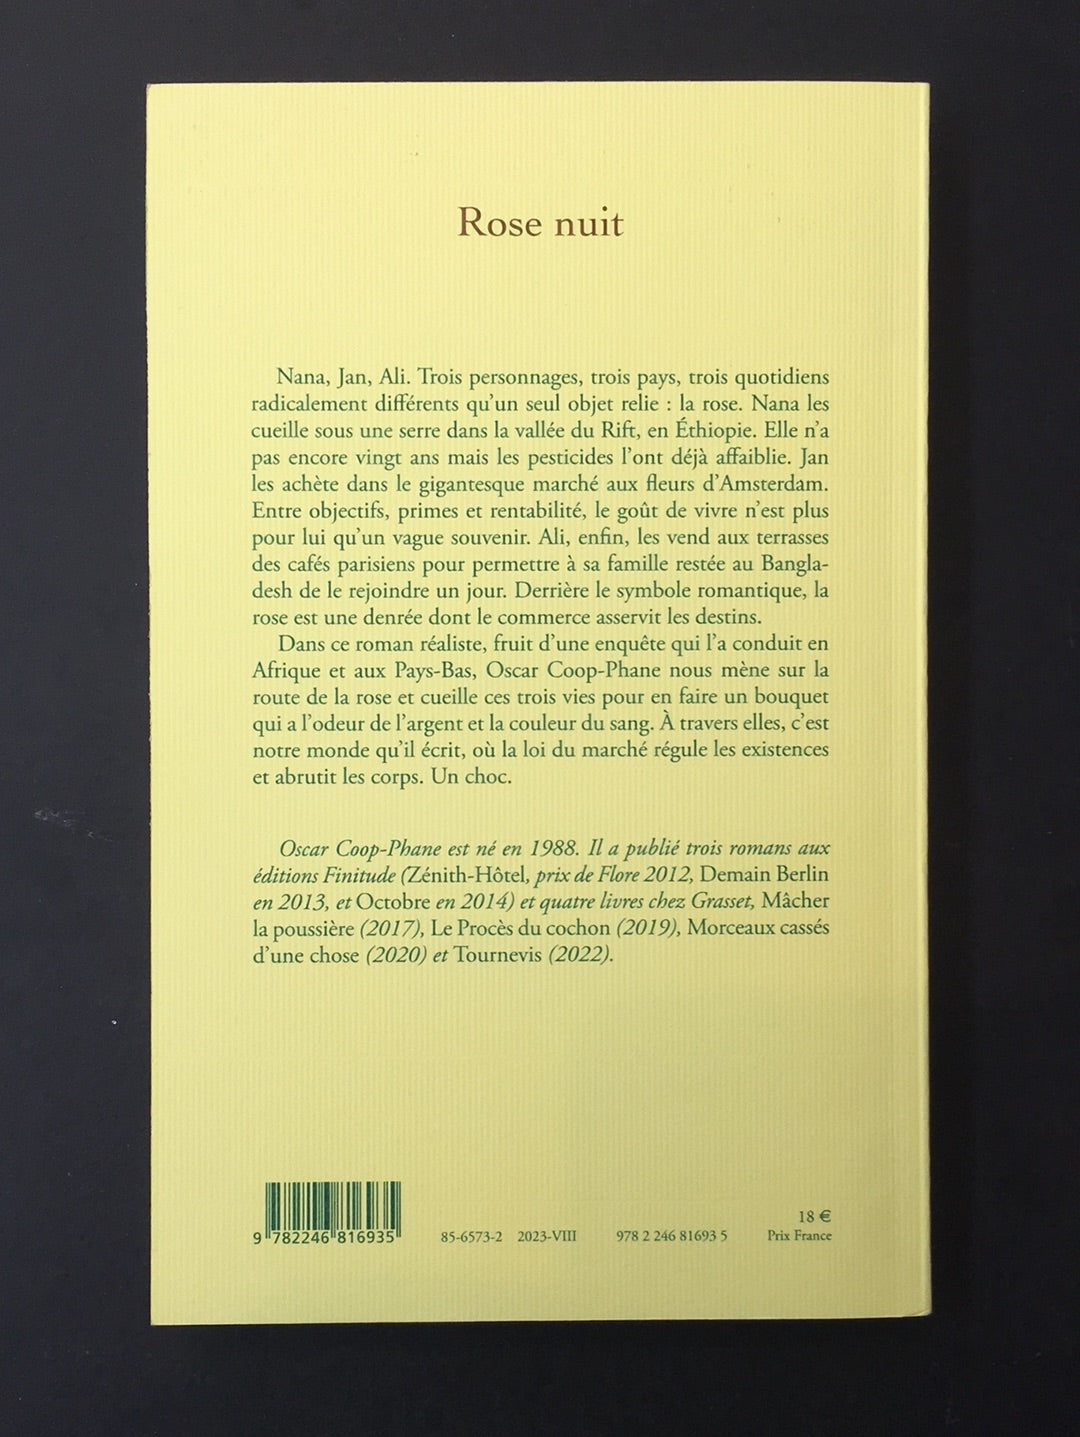 Rose nuit
Nana, Jan, Ali. Trois personnages, trois pays, trois quotidiens
radicalement différents qu'un seul objet relie : la rose. Nana les
cueille sous une serre dans la vallée du Rift, en Éthiopie. Elle n'a
pas encore vingt ans mais les pesticides l'ont déjà affaiblie. Jan
les achète dans le gigantesque marché aux fleurs d'Amsterdam.
Entre objectifs, primes et rentabilité, le goût de vivre n'est plus
pour lui qu'un vague souvenir. Ali, enfin, les vend aux terrasses
des cafés parisiens pour permettre à sa famille restée au Bangla-
desh de le rejoindre un jour. Derrière le symbole romantique, la
rose est une denrée dont le commerce asservit les destins.
Dans ce roman réaliste, fruit d'une enquête qui l'a conduit en
Afrique et aux Pays-Bas, Oscar Coop-Phane nous mène sur la
route de la rose et cueille ces trois vies pour en faire un bouquet
qui a l'odeur de l'argent et la couleur du sang. À travers elles, c'est
notre monde qu'il écrit, où la loi du marché régule les existences
et abrutit les corps. Un choc.
Oscar Coop-Phane est né en 1988. Il a publié trois romans aux
éditions Finitude (Zénith-Hôtel, prix de Flore 2012, Demain Berlin
en 2013, et Octobre en 2014) et quatre livres chez Grasset, Mâcher
la poussière (2017), Le Procès du cochon (2019), Morceaux cassés
d'une chose (2020) et Tournevis (2022).
9 782246 816935 85-6573-2 2023-VIII 978 2 246 81693 5
18 €
Prix France